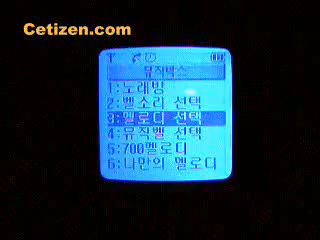 Cetizen.com
뮤직박스
1:노래방
2:벨소리 선택
3:멜로디 선택
4:뮤직벨 선택
5:700멜로디
6:나만의 멜로디